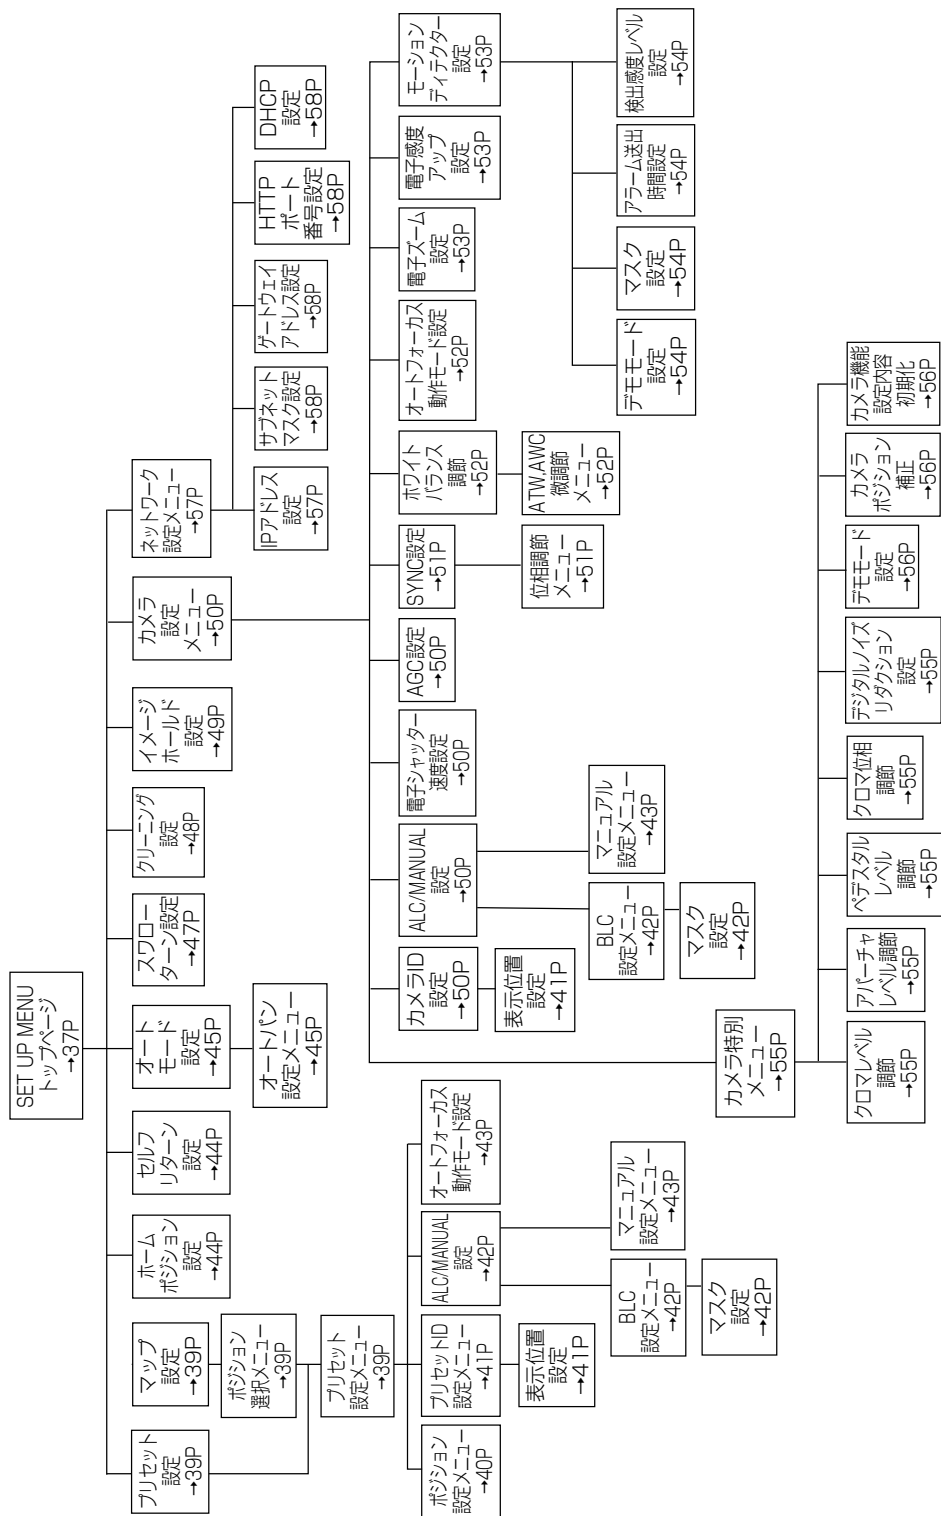 SET UP MENU
トップページ
→37P
プリセット
設定
→39P
マップ
設定
→39P
ホーム
ポジション
設定
→44P
セルフ
リターン
設定
→44P
オート
モード
設定
→45P
スワロー
ターン設定
→47P
クリーニング
設定
→48P
イメージ
ホールド
設定
→49P
カメラ
設定
メニュー
→50P
ネットワーク
設定メニュー
→57P
ポジション
選択メニュー
→39P
オートパン
設定メニュー
→45P
IPアドレス
設定
→57P
サブネット
マスク設定
→58P
ゲートウェイ
アドレス設定
→58P
HTTP
ポート
番号設定
→58P
DHCP
設定
→58P
プリセット
設定メニュー
→39P
ポジション
設定メニュー
→40P
プリセットID
設定メニュー
→41P
ALC/MANUAL
設定
→42P
オートフォーカス
動作モード設定
→43P
表示位置
設定
→41P
BLC
設定メニュー
→42P
マニュアル
設定メニュー
→43P
マスク
設定
→42P
カメラID
設定
→50P
ALC/MANUAL
設定
→50P
電子シャッター
速度設定
→50P
AGC設定
→50P
SYNC設定
→51P
ホワイト
バランス
調節
→52P
オートフォーカス
動作モード設定
→52P
電子ズーム
設定
→53P
電子感度
アップ
設定
→53P
モーション
ディテクター
設定
→53P
表示位置
設定
→41P
BLC
設定メニュー
→42P
マニュアル
設定メニュー
→43P
マスク
設定
→42P
位相調節
メニュー
→51P
ATW,AWC
微調節
メニュー
→52P
デモモード
設定
→54P
マスク
設定
→54P
アラーム送出
時間設定
→54P
検出感度レベル
設定
→54P
カメラ特別
メニュー
→55P
クロマレベル
調節
→55P
アパーチャ
レベル調節
→55P
ペデスタル
レベル
調節
→55P
クロマ位相
調節
→55P
デジタルノイズ
リダクション
設定
→55P
デモモード
設定
→56P
カメラ
ポジション
補正
→56P
カメラ機能
設定内容
初期化
→56P